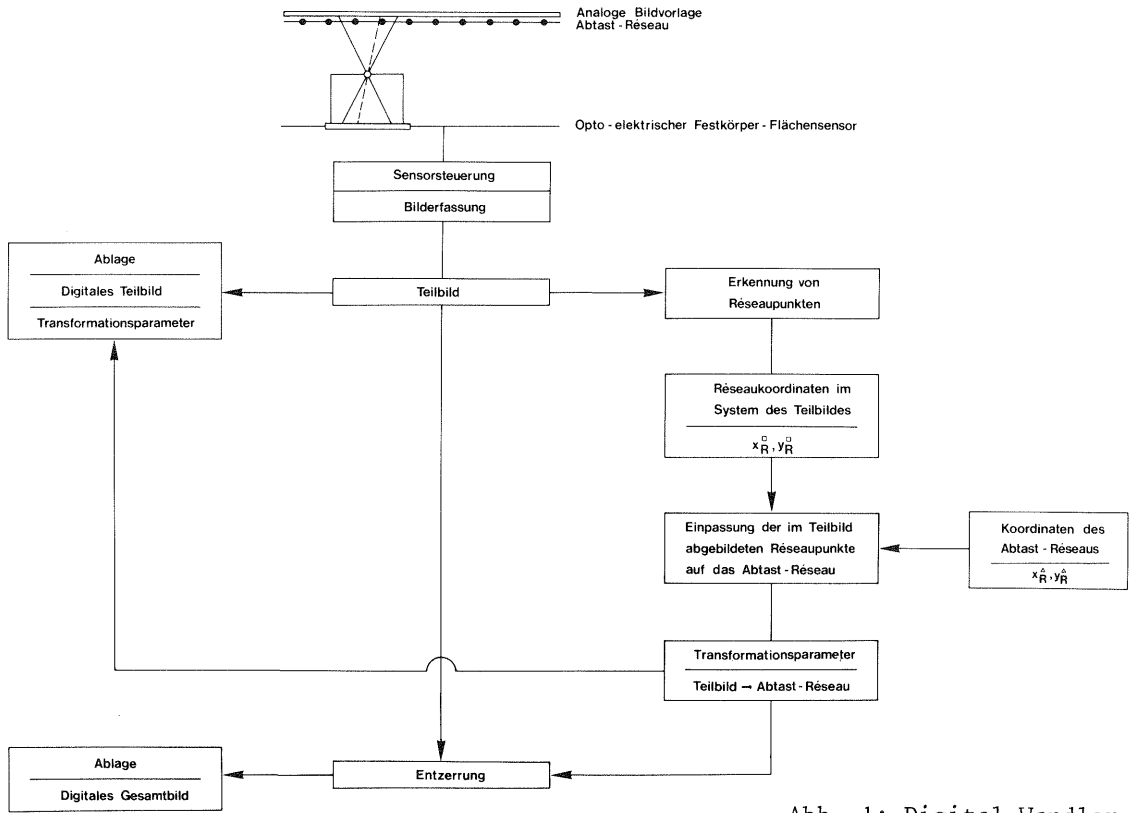 Analoge Bildvorlage
Abtast-Réseau
Opto-elektrischer Festkörper-Flächensensor
Sensorsteuerung
Bilderfassung
Ablage
Digitales Teilbild
Transformationsparameter
Teilbild
Erkennung von
Réseaupunkten
Réseaukoordinaten im
System des Teilbildes
x□R, y□R
Einpassung der im Teilbild
abgebildeten Réseaupunkte
auf das Abtast-Réseau
Koordinaten des
Abtast-Réseaus
x△R, y△R
Transformationsparameter
Teilbild → Abtast-Réseau
Ablage
Digitales Gesamtbild
Entzerrung